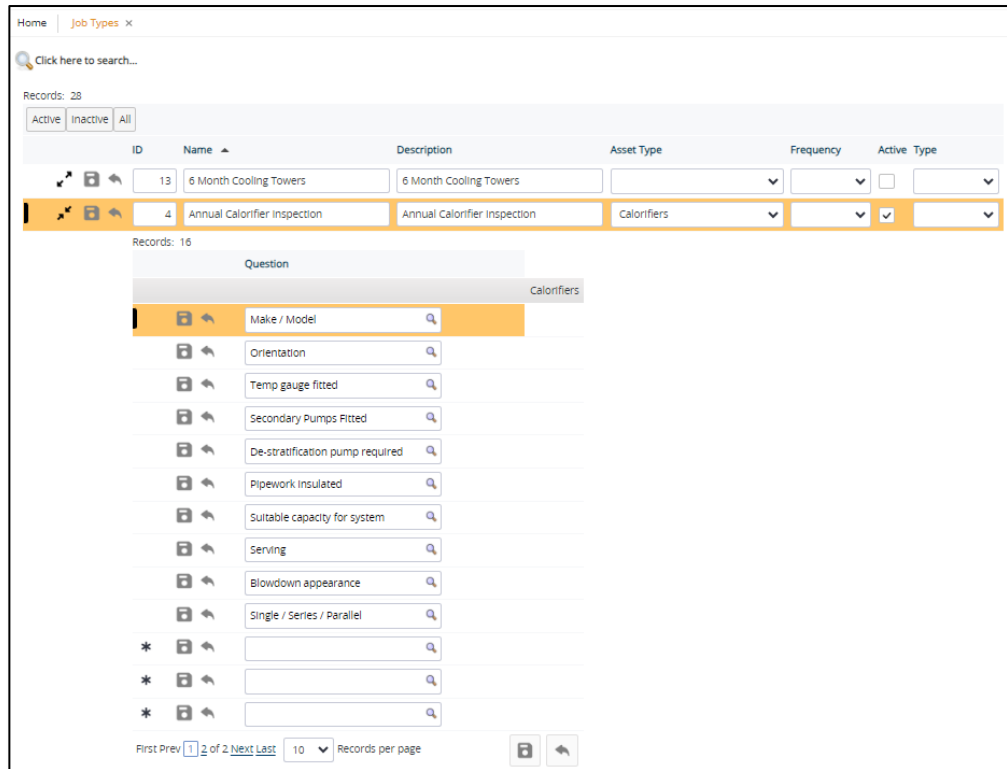 Home Job Types ×
Click here to search...
Records: 28
Active Inactive All
ID Name Description Asset Type Frequency Active Type
13 6 Month Cooling Towers 6 Month Cooling Towers
4 Annual Calorifier Inspection Annual Calorifier Inspection Calorifiers
Records: 16
Question
Calorifiers
Make / Model
Orientation
Temp gauge fitted
Secondary Pumps Fitted
De-stratification pump required
Pipework Insulated
Suitable capacity for system
Serving
Blowdown appearance
Single / Series / Parallel
*
*
*
First Prev 1 2 of 2 Next Last 10 Records per page